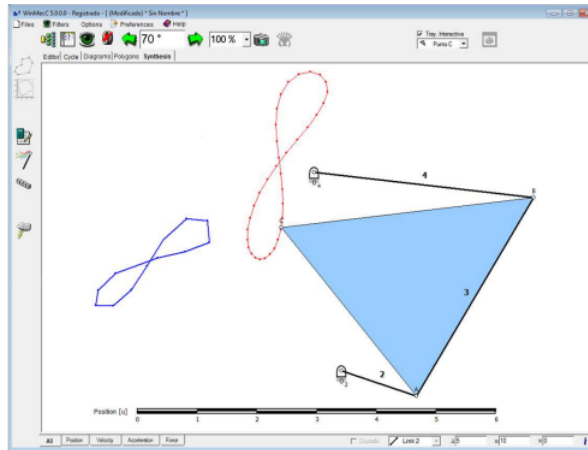 WinMecC 5.0.0.0 - Registrado - [ (Modificado) * Sin Nombre * ]
Files Filters Options Preferences Help
70 ° 100 % Tray. Interactiva
Punto C
Editor Cycle Diagrams Polygons Synthesis
4
B
C
3
2
A
Position [u]
0 1 2 3 4 5 6
All Position Velocity Acceleration Force Link 2